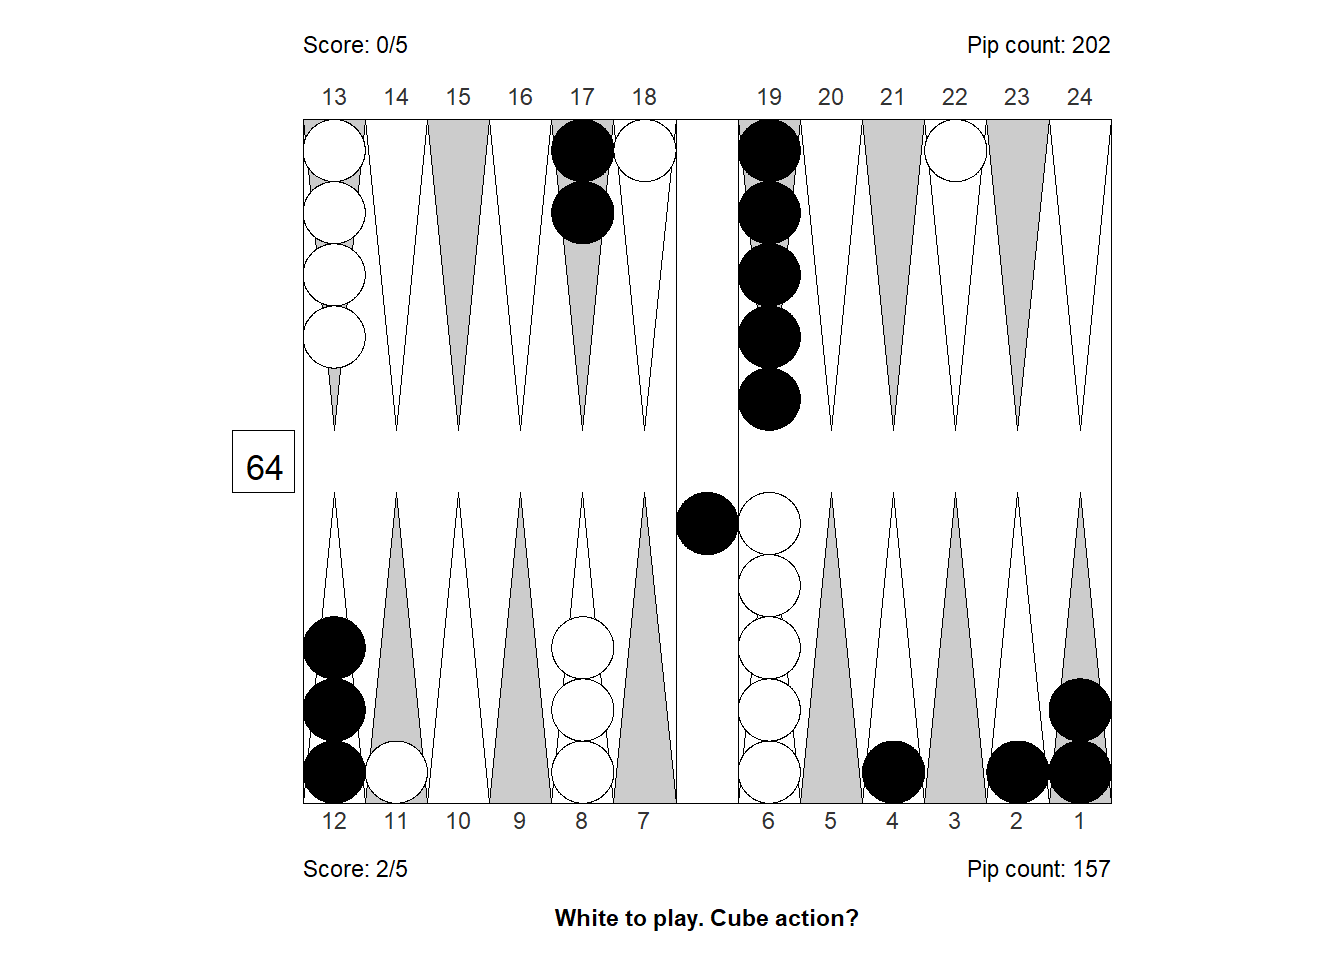 Score: 0/5 Pip count: 202
13 14 15 16 17 18 19 20 21 22 23 24
64
12 11 10 9 8 7 6 5 4 3 2 1
Score: 2/5 Pip count: 157
White to play. Cube action?